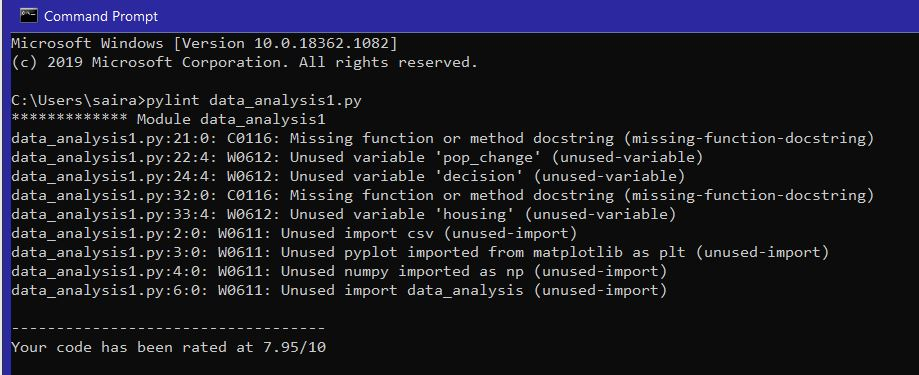 Command Prompt
Microsoft Windows [Version 10.0.18362.1082]
(c) 2019 Microsoft Corporation. All rights reserved.
C:\Users\saira>pylint data_analysis1.py
************* Module data_analysis1
data_analysis1.py:21:0: C0116: Missing function or method docstring (missing-function-docstring)
data_analysis1.py:22:4: W0612: Unused variable 'pop_change' (unused-variable)
data_analysis1.py:24:4: W0612: Unused variable 'decision' (unused-variable)
data_analysis1.py:32:0: C0116: Missing function or method docstring (missing-function-docstring)
data_analysis1.py:33:4: W0612: Unused variable 'housing' (unused-variable)
data_analysis1.py:2:0: W0611: Unused import csv (unused-import)
data_analysis1.py:3:0: W0611: Unused pyplot imported from matplotlib as plt (unused-import)
data_analysis1.py:4:0: W0611: Unused numpy imported as np (unused-import)
data_analysis1.py:6:0: W0611: Unused import data_analysis (unused-import)
-----------------------------------
Your code has been rated at 7.95/10